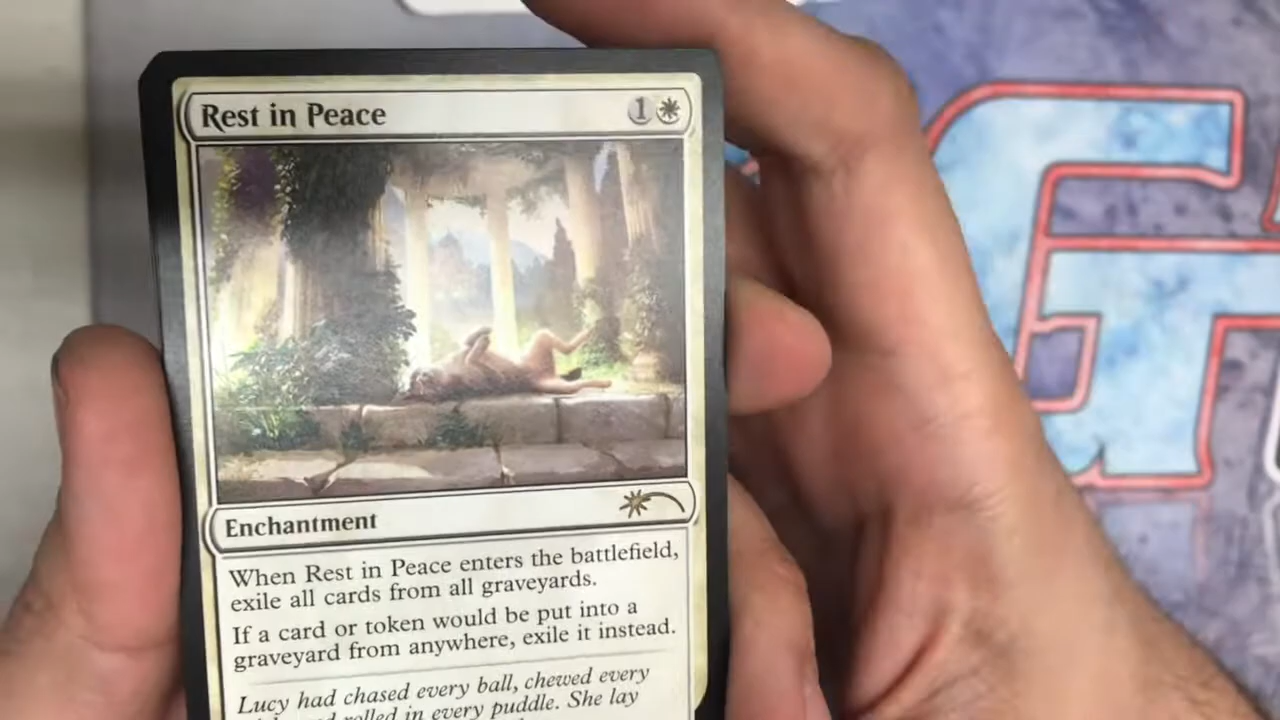 Rest in Peace 1
Enchantment
When Rest in Peace enters the battlefield,
exile all cards from all graveyards.
If a card or token would be put into a
graveyard from anywhere, exile it instead.
Lucy had chased every ball, chewed every
rolled in every puddle. She lay
G